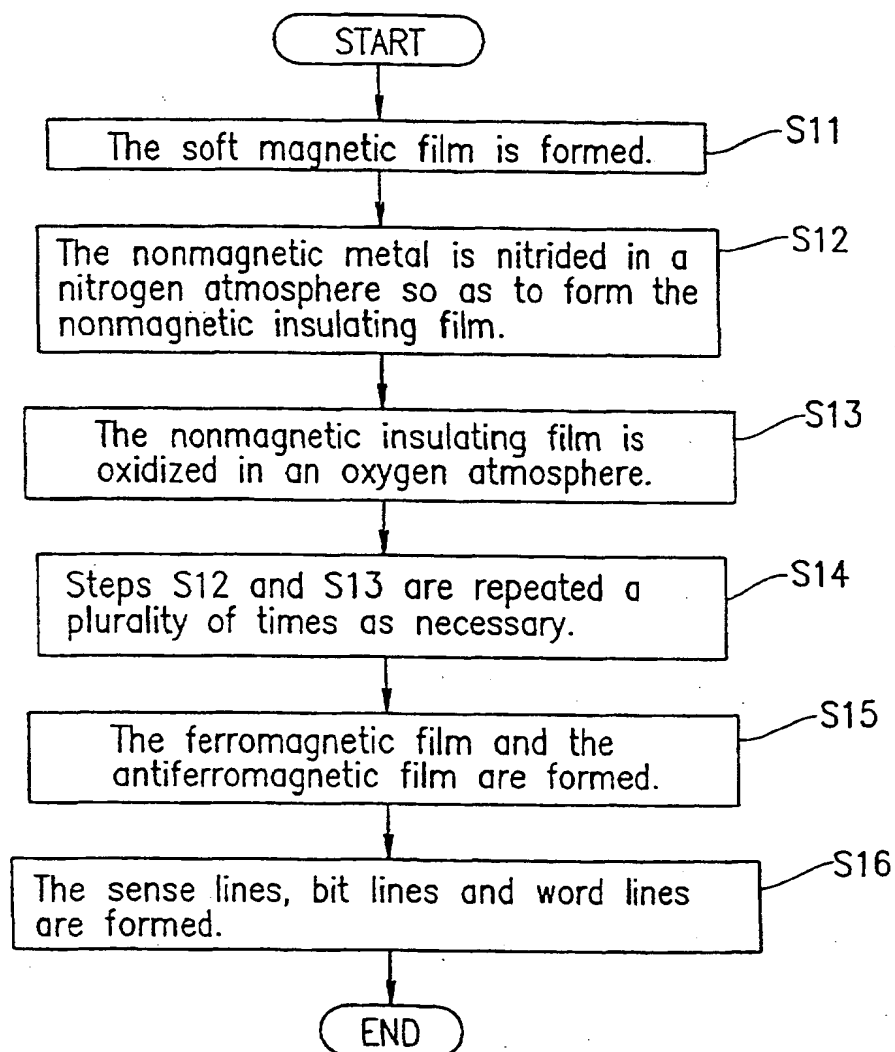 START
The soft magnetic film is formed.
S11
The nonmagnetic metal is nitrided in a
nitrogen atmosphere so as to form the
nonmagnetic insulating film.
S12
The nonmagnetic insulating film is
oxidized in an oxygen atmosphere.
S13
Steps S12 and S13 are repeated a
plurality of times as necessary.
S14
The ferromagnetic film and the
antiferromagnetic film are formed.
S15
The sense lines, bit lines and word lines
are formed.
S16
END